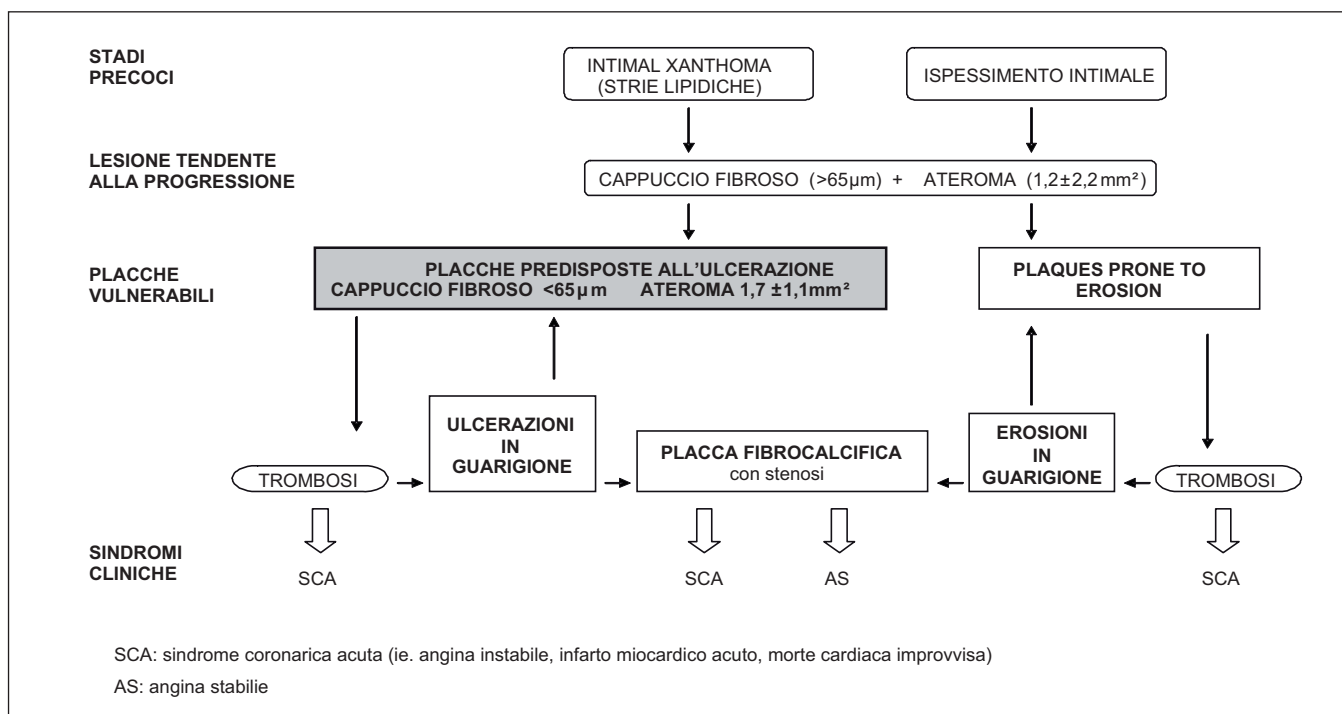 STADI
PRECOCI
INTIMAL XANTHOMA
(STRIE LIPIDICHE)
ISPESSIMENTO INTIMALE
LESIONE TENDENTE
ALLA PROGRESSIONE
CAPPUCCIO FIBROSO (>65µm) + ATEROMA (1,2±2,2mm²)
PLACCHE
VULNERABILI
PLACCHE PREDISPOSTE ALL'ULCERAZIONE
CAPPUCCIO FIBROSO <65µm ATEROMA 1,7 ±1,1mm²
PLAQUES PRONE TO
EROSION
TROMBOSI
ULCERAZIONI
IN
GUARIGIONE
PLACCA FIBROCALCIFICA
con stenosi
EROSIONI
IN
GUARIGIONE
TROMBOSI
SINDROMI
CLINICHE
SCA
SCA
AS
SCA
SCA: sindrome coronarica acuta (ie. angina instabile, infarto miocardico acuto, morte cardiaca improvvisa)
AS: angina stabilie